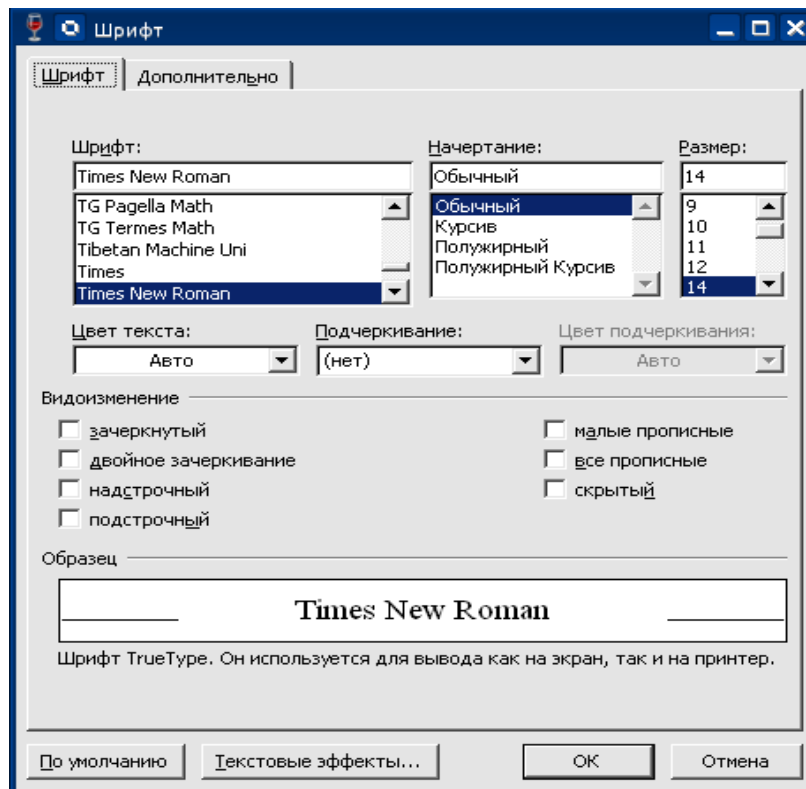 Шрифт
Шрифт Дополнительно
Шрифт: Начертание: Размер:
Times New Roman Обычный 14
TG Pagella Math Обычный 9
TG Termes Math Курсив 10
Tibetan Machine Uni Полужирный 11
Times Полужирный Курсив 12
Times New Roman 14
Цвет текста: Подчеркивание: Цвет подчеркивания:
Авто (нет) Авто
Видоизменение
зачеркнутый малые прописные
двойное зачеркивание все прописные
надстрочный скрытый
подстрочный
Образец
Times New Roman
Шрифт TrueType. Он используется для вывода как на экран, так и на принтер.
По умолчанию Текстовые эффекты... ОК Отмена